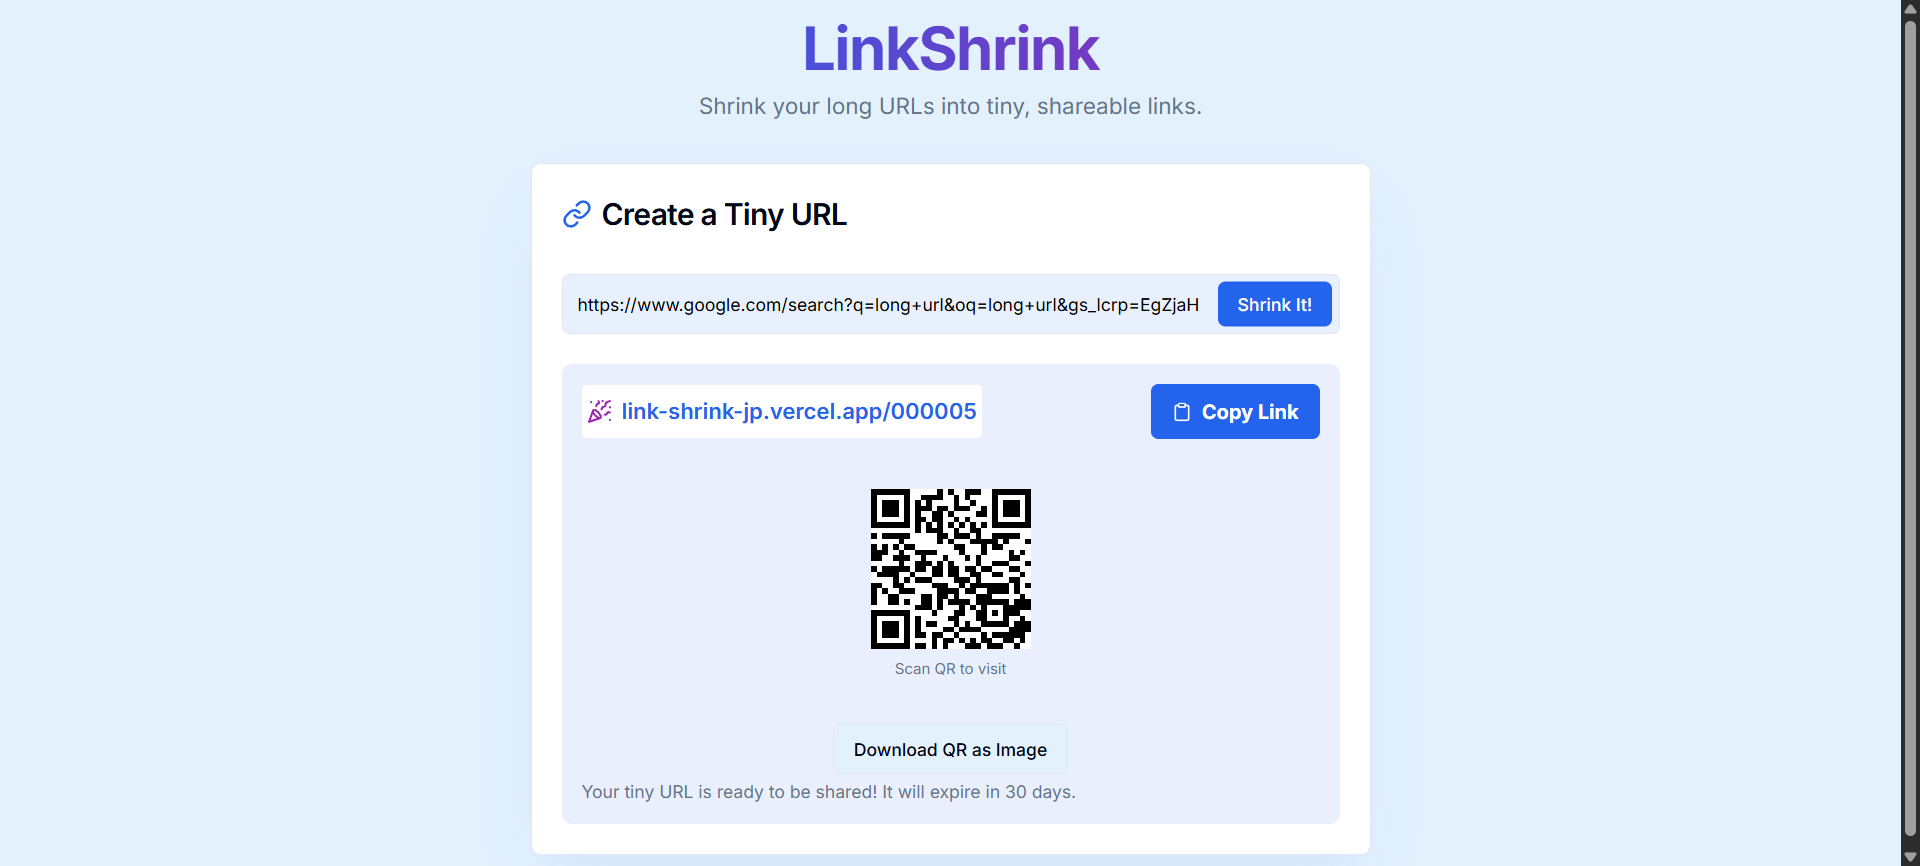 LinkShrink
Shrink your long URLs into tiny, shareable links.
Create a Tiny URL
https://www.google.com/search?q=long+url&oq=long+url&gs_lcrp=EgZjaH
Shrink It!
link-shrink-jp.vercel.app/000005
Copy Link
Scan QR to visit
Download QR as Image
Your tiny URL is ready to be shared! It will expire in 30 days.